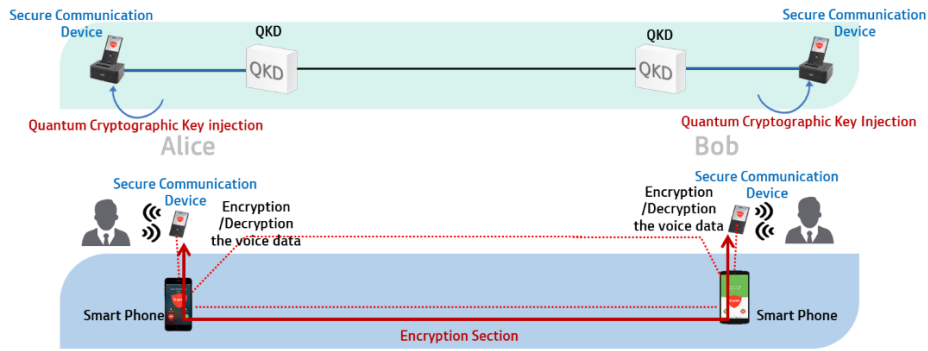 Secure Communication
Device
QKD
QKD
Secure Communication
Device
QKD
QKD
Quantum Cryptographic Key injection
Quantum Cryptographic Key Injection
Alice
Bob
Secure Communication
Device
Encryption
/Decryption
the voice data
Encryption
/Decryption
the voice data
Secure Communication
Device
Smart Phone
Smart Phone
Encryption Section